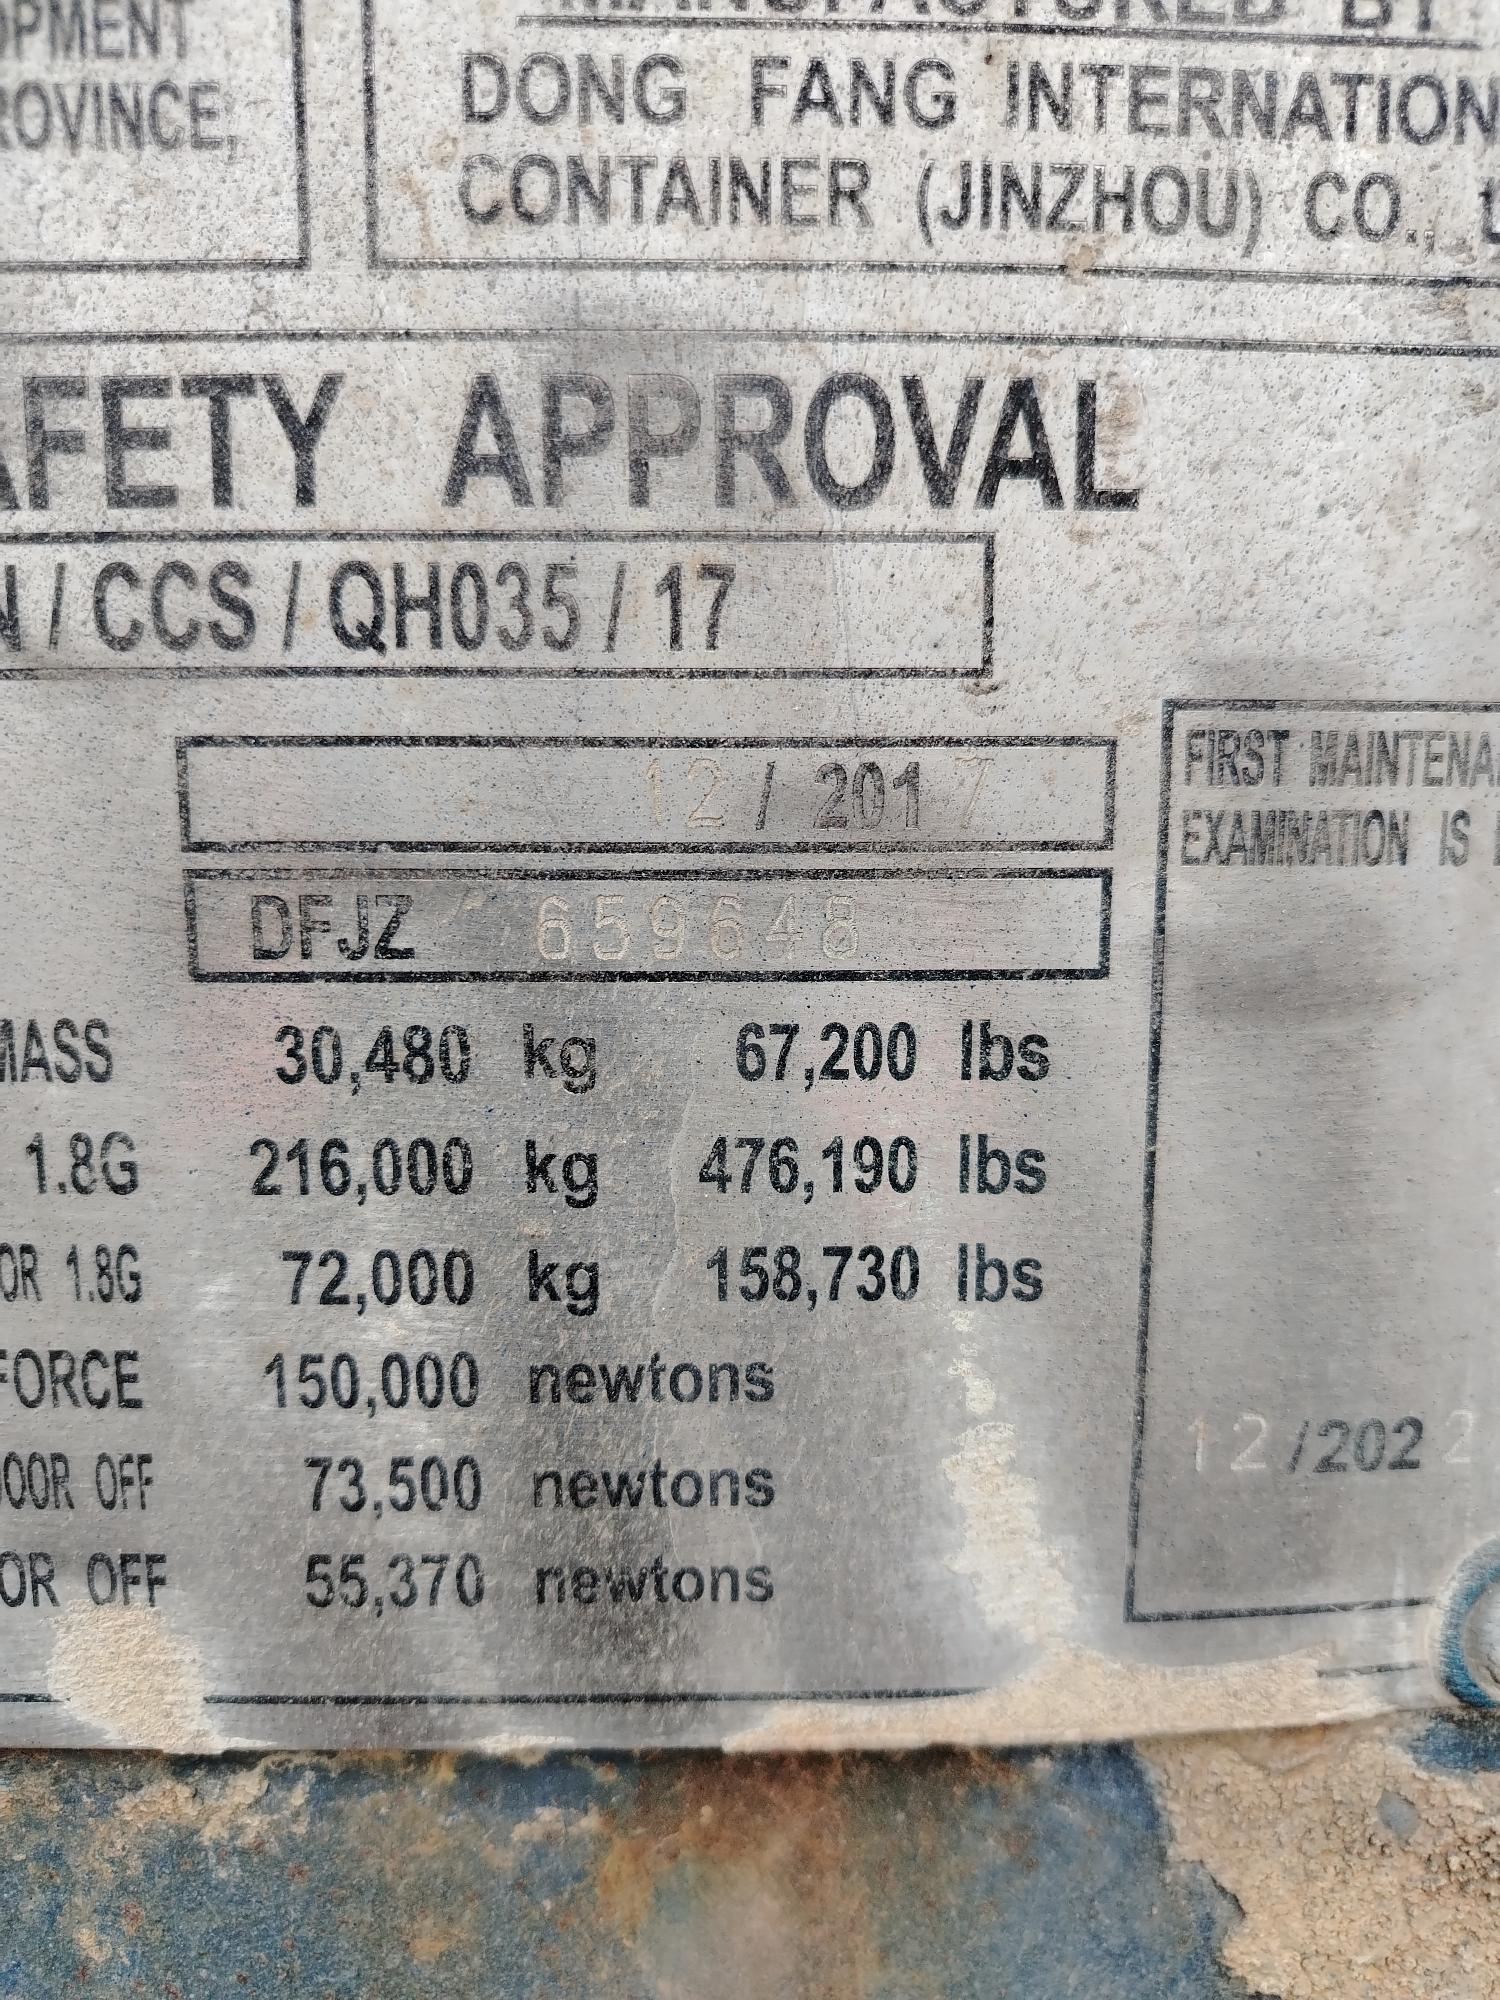 OPMENT
ROVINCE,
MANUFACTURED BY
DONG FANG INTERNATION
CONTAINER (JINZHOU) CO., L
AFETY APPROVAL
N / CCS / QH035 / 17
12 / 2017
DFJZ 659648
FIRST MAINTENA
EXAMINATION IS
12 /2022
MASS 30,480 kg 67,200 lbs
1.8G 216,000 kg 476,190 lbs
OR 1.8G 72,000 kg 158,730 lbs
FORCE 150,000 newtons
OOR OFF 73,500 newtons
OR OFF 55,370 newtons